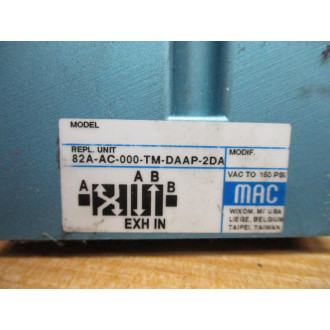 MODEL
REPL. UNIT
82A-AC-000-TM-DAAP-2DA
MODIF.
VAC TO 150 PSI
A B
A B
EXH IN
MAC
WIXOM, MI USA
LIEGE, BELGIUM
TAIPEI, TAIWAN